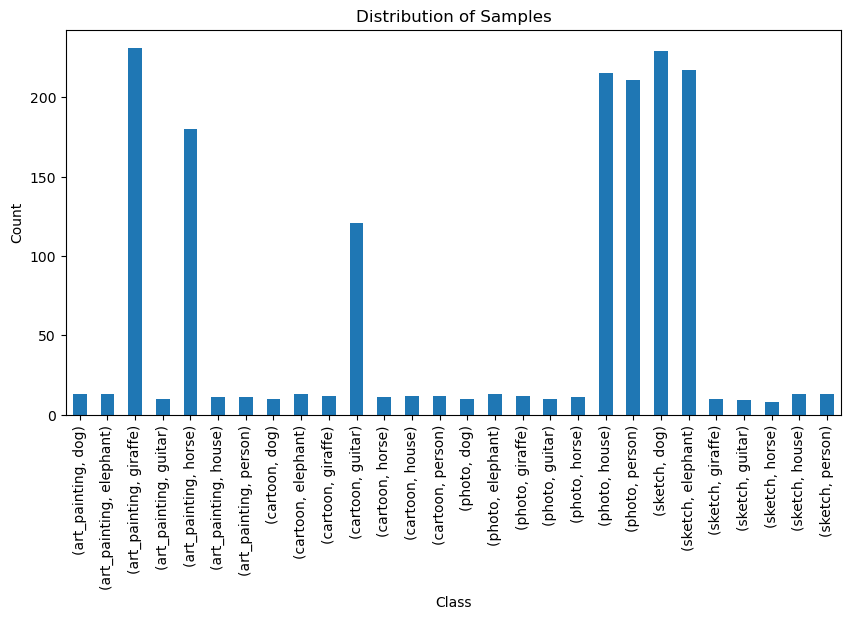 Distribution of Samples
Count
200
150
100
50
0
(art_painting, dog)
(art_painting, elephant)
(art_painting, giraffe)
(art_painting, guitar)
(art_painting, horse)
(art_painting, house)
(art_painting, person)
(cartoon, dog)
(cartoon, elephant)
(cartoon, giraffe)
(cartoon, guitar)
(cartoon, horse)
(cartoon, house)
(cartoon, person)
(photo, dog)
(photo, elephant)
(photo, giraffe)
(photo, guitar)
(photo, horse)
(photo, house)
(photo, person)
(sketch, dog)
(sketch, elephant)
(sketch, giraffe)
(sketch, guitar)
(sketch, horse)
(sketch, house)
(sketch, person)
Class